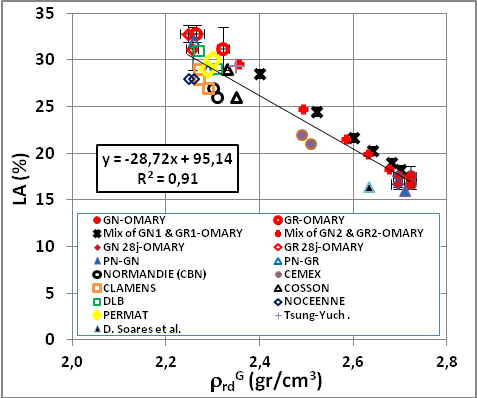 35
30
25
20
15
10
5
0
LA (%)
y = -28,72x + 95,14
R² = 0,91
GN-OMARY
GR-OMARY
Mix of GN1 & GR1-OMARY
Mix of GN2 & GR2-OMARY
GN 28j-OMARY
GR 28j-OMARY
PN-GN
PN-GR
NORMANDIE (CBN)
CEMEX
CLAMENS
COSSON
DLB
NOCEENNE
PERMAT
Tsung-Yuch .
D. Soares et al.
2,0
2,2
2,4
2,6
2,8
ρrdᴳ (gr/cm³)